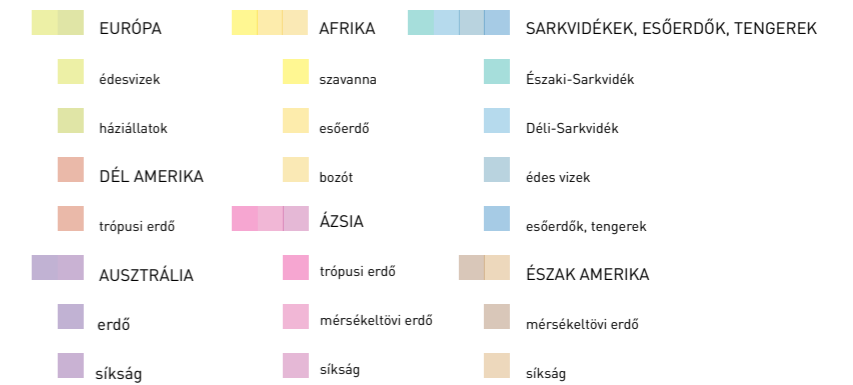 EURÓPA
édesvizek
háziállatok
DÉL AMERIKA
trópusi erdő
AUSZTRÁLIA
erdő
síkság
AFRIKA
szavanna
esőerdő
bozót
ÁZSIA
trópusi erdő
mérsékeltövi erdő
síkság
SARKVIDÉKEK, ESŐERDŐK, TENGEREK
Északi-Sarkvidék
Déli-Sarkvidék
édes vizek
esőerdők, tengerek
ÉSZAK AMERIKA
mérsékeltövi erdő
síkság